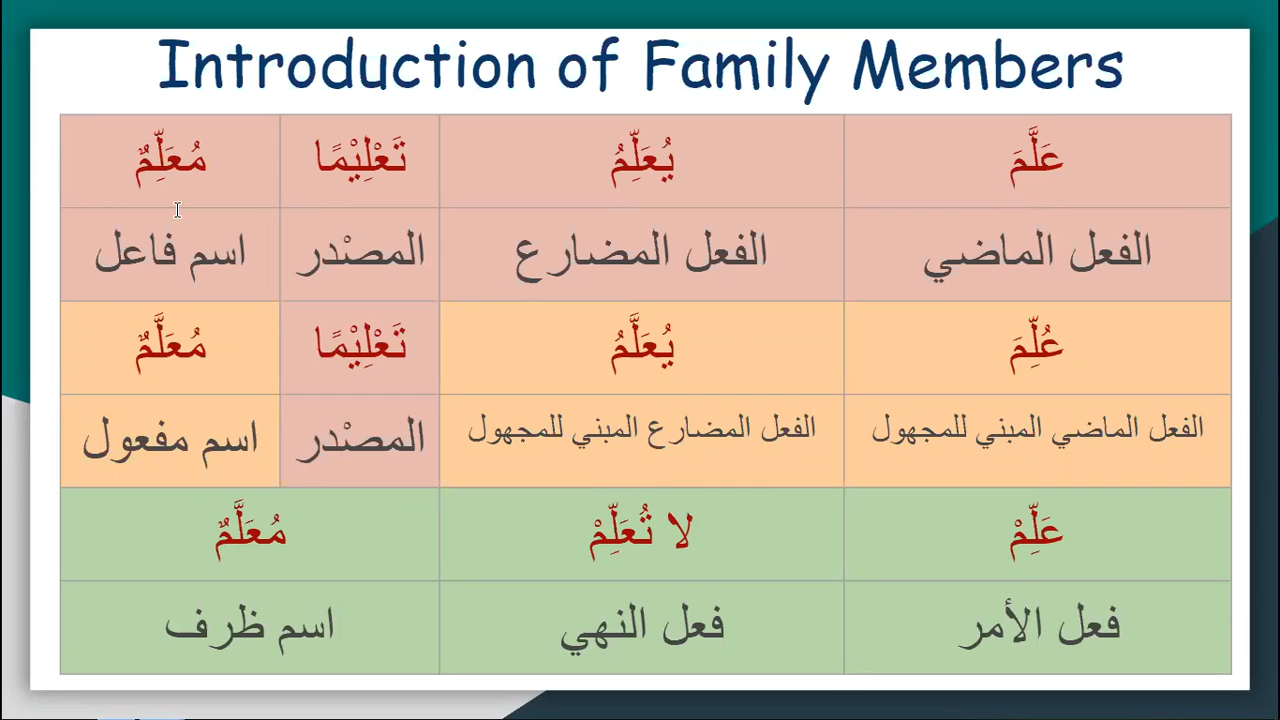 Introduction of Family Members
عَلَّمَ يُعَلِّمُ تَعْلِيْمًا مُعَلِّمٌ
الفعل الماضي الفعل المضارع المصْدر اسم فاعل
عُلِّمَ يُعَلَّمُ تَعْلِيْمًا مُعَلَّمٌ
الفعل الماضي المبني للمجهول الفعل المضارع المبني للمجهول المصْدر اسم مفعول
عَلِّمْ لا تُعَلِّمْ مُعَلَّمٌ
فعل الأمر فعل النهي اسم ظرف